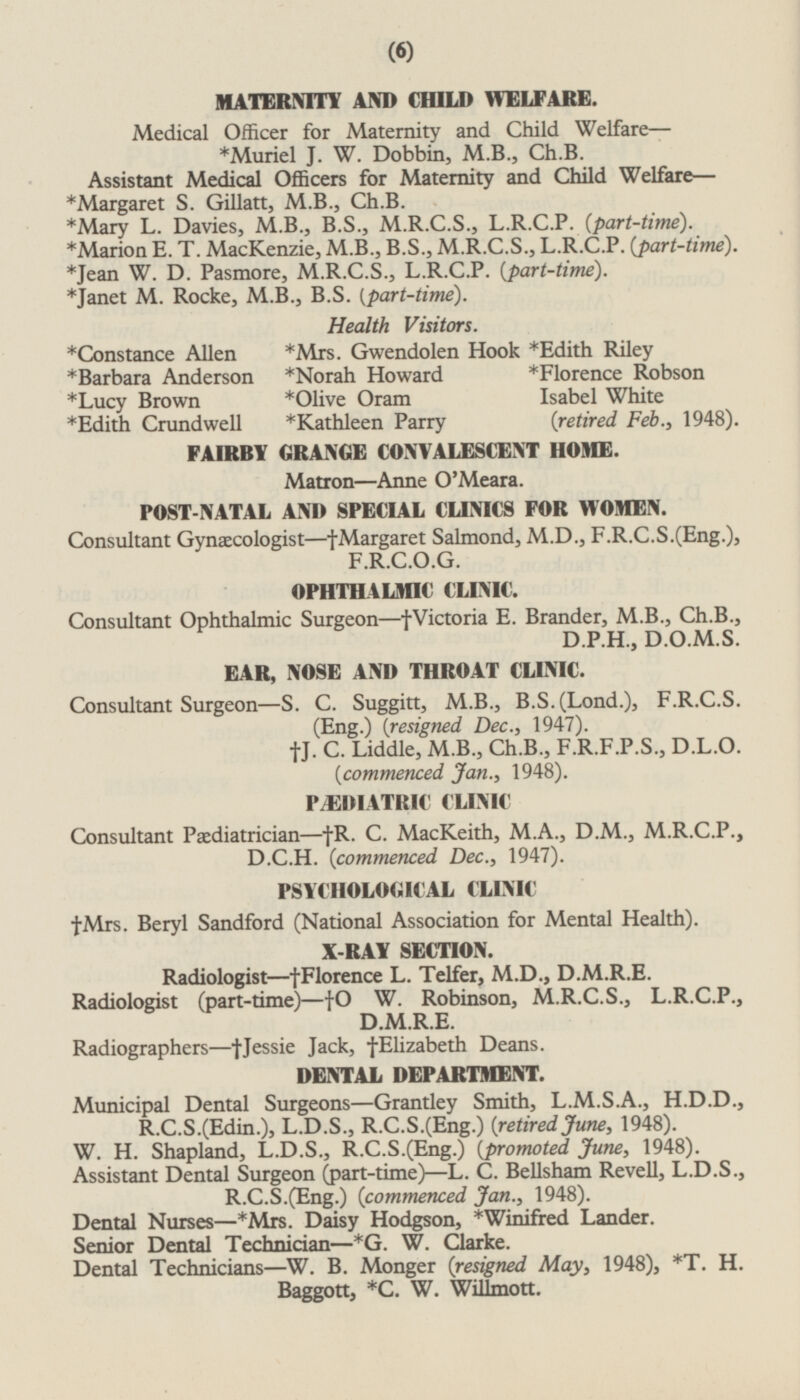 (6)
MATERNITY AND CHILD WELFARE.
Medical Officer for Maternity and Child Welfare—
*Muriel J. W. Dobbin, M.B., Ch.B.
Assistant Medical Officers for Maternity and Child Welfare—
*Margaret S. Gillatt, M.B., Ch.B.
*Mary L. Davies, M.B., B.S., M.R.C.S., L.R.C.P. (part-time).
*Marion E. T. MacKenzie, M.B., B.S., M.R.C.S., L.R.C.P. (part-time).
*Jean W. D. Pasmore, M.R.C.S., L.R.C.P. (part-time).
*Janet M. Rocke, M.B., B.S. (part-time).
Health Visitors.
*Constance Allen *Mrs. Gwendolen Hook *Edith Riley
*Barbara Anderson *Norah Howard *Florence Robson
*Lucy Brown *Olive Oram Isabel White
*Edith Crundwell *Kathleen Parry (retired Feb., 1948).
FAIRBY GRANGE CONVALESCENT HOME.
Matron—Anne O'Meara.
POST-NATAL AND SPECIAL CLINICS FOR WOMEN.
Consultant Gynæcologist—†Margaret Salmond, M.D., F.R.C.S.(Eng.),
F.R.C.O.G.
OPHTHALMIC CLINIC.
Consultant Ophthalmic Surgeon—†Victoria E. Brander, M.B., Ch.B.,
D.P.H., D.O.M.S.
EAR, NOSE AND THROAT CLINIC.
Consultant Surgeon—S. C. Suggitt, M.B., B.S.(Lond.), F.R.C.S.
(Eng.) (resigned Dec., 1947).
†J. C. Liddle, M.B., Ch.B., F.R.F.P.S., D.L.O.
(commenced Jan., 1948).
PÆDIATRIC CLINIC
Consultant Pædiatrician—†R. C. MacKeith, M.A., D.M., M.R.C.P.,
D.C.H. (commenced Dec., 1947).
PSYCHOLOGICAL CLINIC
†Mrs. Beryl Sandford (National Association for Mental Health).
X-RAY SECTION.
Radiologist—†Florence L. Telfer, M.D., D.M.R.E.
Radiologist (part-time)—†O W. Robinson, M.R.C.S., L.R.C.P.,
D.M.R.E.
Radiographers—†Jessie Jack, †Elizabeth Deans.
DENTAL DEPARTMENT.
Municipal Dental Surgeons—Grantley Smith, L.M.S.A., H.D.D.,
R.C.S.(Edin.), L.D.S., R.C.S.(Eng.) (retired June, 1948).
W. H. Shapland, L.D.S., R.C.S.(Eng.) (promoted June, 1948).
Assistant Dental Surgeon (part-time)—L. C. Bellsham Revell, L.D.S.,
R.C.S.(Eng.) (commenced Jan., 1948).
Dental Nurses—*Mrs. Daisy Hodgson, *Winifred Lander.
Senior Dental Technician—*G. W. Clarke.
Dental Technicians—W. B. Monger (resigned May, 1948), *T. H.
Baggott, *C. W. Willmott.